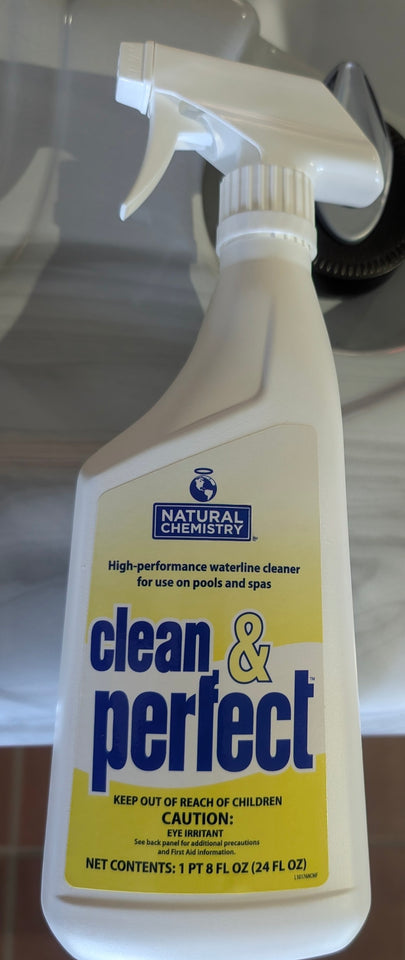 NATURAL
CHEMISTRY
High-performance waterline cleaner
for use on pools and spas
clean &
perfect™
KEEP OUT OF REACH OF CHILDREN
CAUTION:
EYE IRRITANT
See back panel for additional precautions
and First Aid information.
NET CONTENTS: 1 PT 8 FL OZ (24 FL OZ)